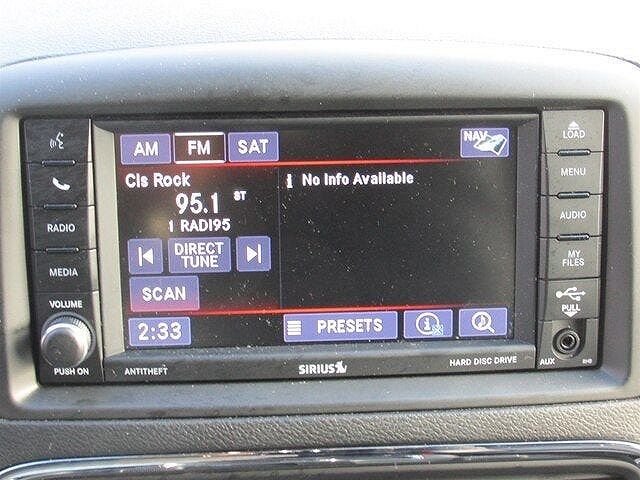 AM FM SAT NAV
Cls Rock
95.1 ST
1 RADI95
i No Info Available
DIRECT
TUNE
SCAN
2:33 PRESETS
RADIO
MEDIA
VOLUME
PUSH ON
LOAD
MENU
AUDIO
MY
FILES
PULL
AUX
ANTITHEFT
SIRIUS
HARD DISC DRIVE